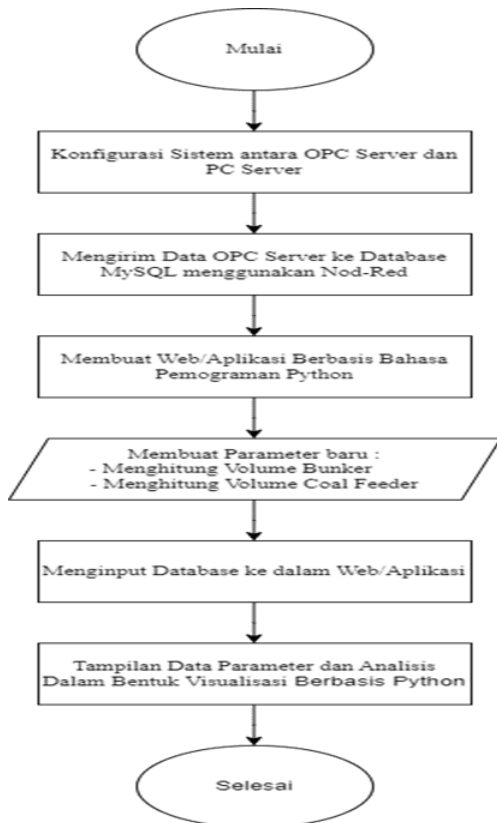 Mulai
Konfigurasi Sistem antara OPC Server dan
PC Server
Mengirim Data OPC Server ke Database
MySQL menggunakan Nod-Red
Membuat Web/Aplikasi Berbasis Bahasa
Pemograman Python
Membuat Parameter baru :
- Menghitung Volume Bunker
- Menghitung Volume Coal Feeder
Menginput Database ke dalam Web/Aplikasi
Tampilan Data Parameter dan Analisis
Dalam Bentuk Visualisasi Berbasis Python
Selesai